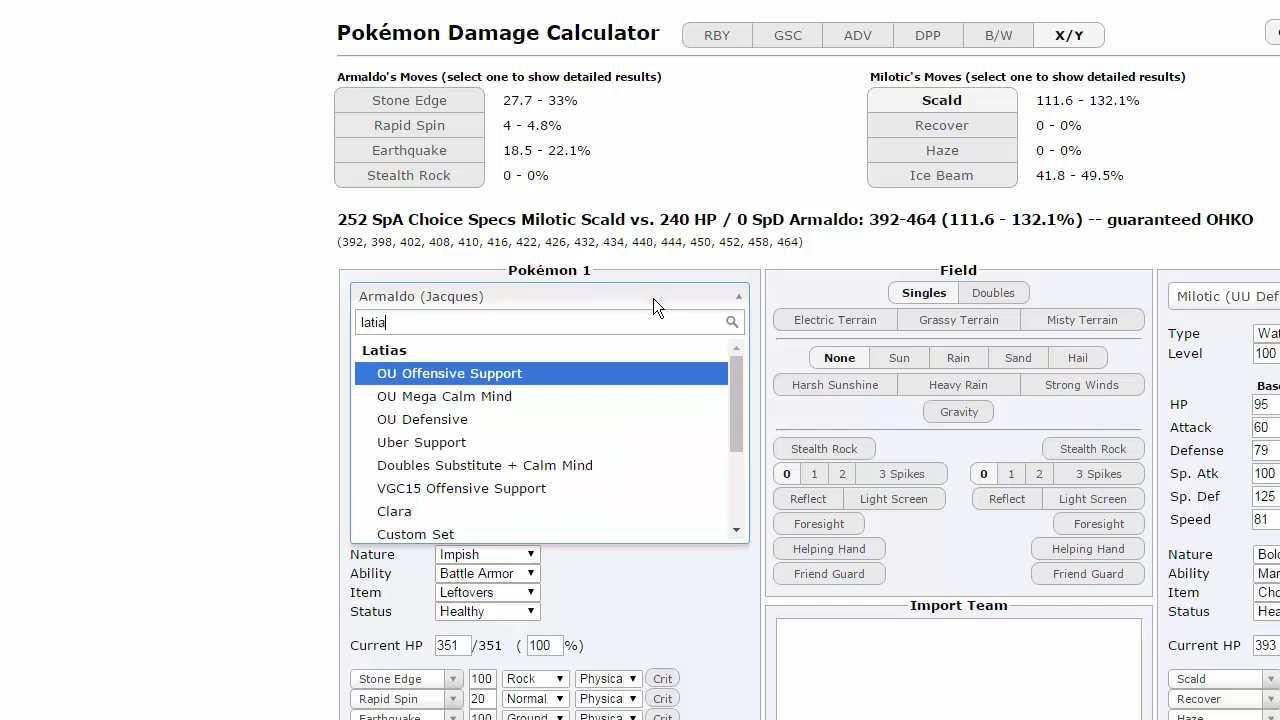 Pokémon Damage Calculator RBY GSC ADV DPP B/W X/Y
Armaldo's Moves (select one to show detailed results)
Stone Edge 27.7 - 33%
Rapid Spin 4 - 4.8%
Earthquake 18.5 - 22.1%
Stealth Rock 0 - 0%
Milotic's Moves (select one to show detailed results)
Scald 111.6 - 132.1%
Recover 0 - 0%
Haze 0 - 0%
Ice Beam 41.8 - 49.5%
252 SpA Choice Specs Milotic Scald vs. 240 HP / 0 SpD Armaldo: 392-464 (111.6 - 132.1%) -- guaranteed OHKO
(392, 398, 402, 408, 410, 416, 422, 426, 432, 434, 440, 444, 450, 452, 458, 464)
Pokémon 1
Armaldo (Jacques)
latia
Latias
OU Offensive Support
OU Mega Calm Mind
OU Defensive
Uber Support
Doubles Substitute + Calm Mind
VGC15 Offensive Support
Clara
Custom Set
Nature Impish
Ability Battle Armor
Item Leftovers
Status Healthy
Current HP 351 /351 ( 100 %)
Stone Edge 100 Rock Physica Crit
Rapid Spin 20 Normal Physica Crit
Earthquake 100 Ground Physica Crit
Field
Singles Doubles
Electric Terrain Grassy Terrain Misty Terrain
None Sun Rain Sand Hail
Harsh Sunshine Heavy Rain Strong Winds
Gravity
Stealth Rock Stealth Rock
0 1 2 3 Spikes 0 1 2 3 Spikes
Reflect Light Screen Reflect Light Screen
Foresight Foresight
Helping Hand Helping Hand
Friend Guard Friend Guard
Import Team
Milotic (UU Def
Type Wat
Level 100
Base
HP 95
Attack 60
Defense 79
Sp. Atk 100
Sp. Def 125
Speed 81
Nature Bold
Ability Mar
Item Cho
Status Hea
Current HP 393
Scald
Recover
Haze